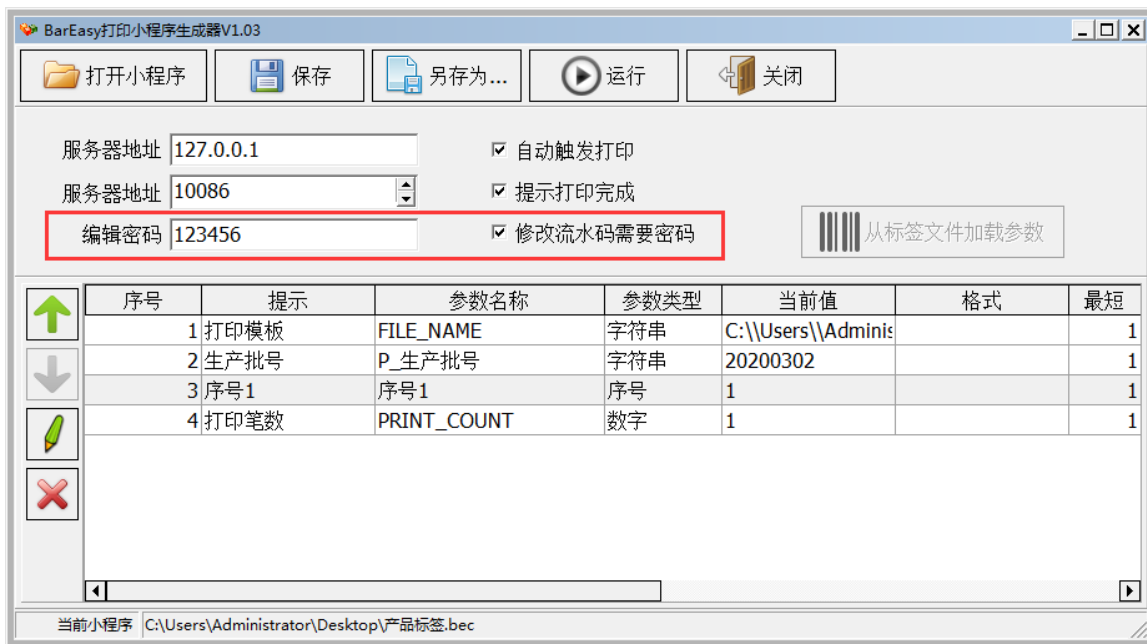 BarEasy打印小程序生成器V1.03
打开小程序 保存 另存为... 运行 关闭
服务器地址 127.0.0.1 自动触发打印
服务器地址 10086 提示打印完成
编辑密码 123456 修改流水码需要密码 从标签文件加载参数
序号 提示 参数名称 参数类型 当前值 格式 最短
1 打印模板 FILE_NAME 字符串 C:\\Users\\Adminis 1
2 生产批号 P_生产批号 字符串 20200302 1
3 序号1 序号1 序号 1 1
4 打印笔数 PRINT_COUNT 数字 1 1
当前小程序 C:\Users\Administrator\Desktop\产品标签.bec